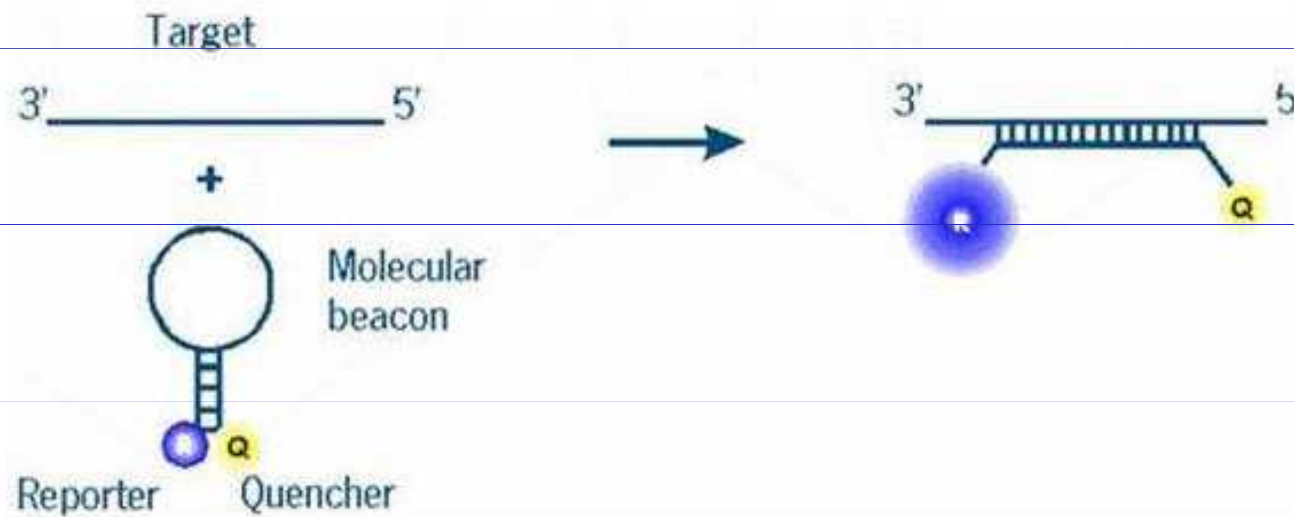 Target
3' 5'
3' 5
+
Molecular
beacon
R
Q
Q
Reporter Quencher